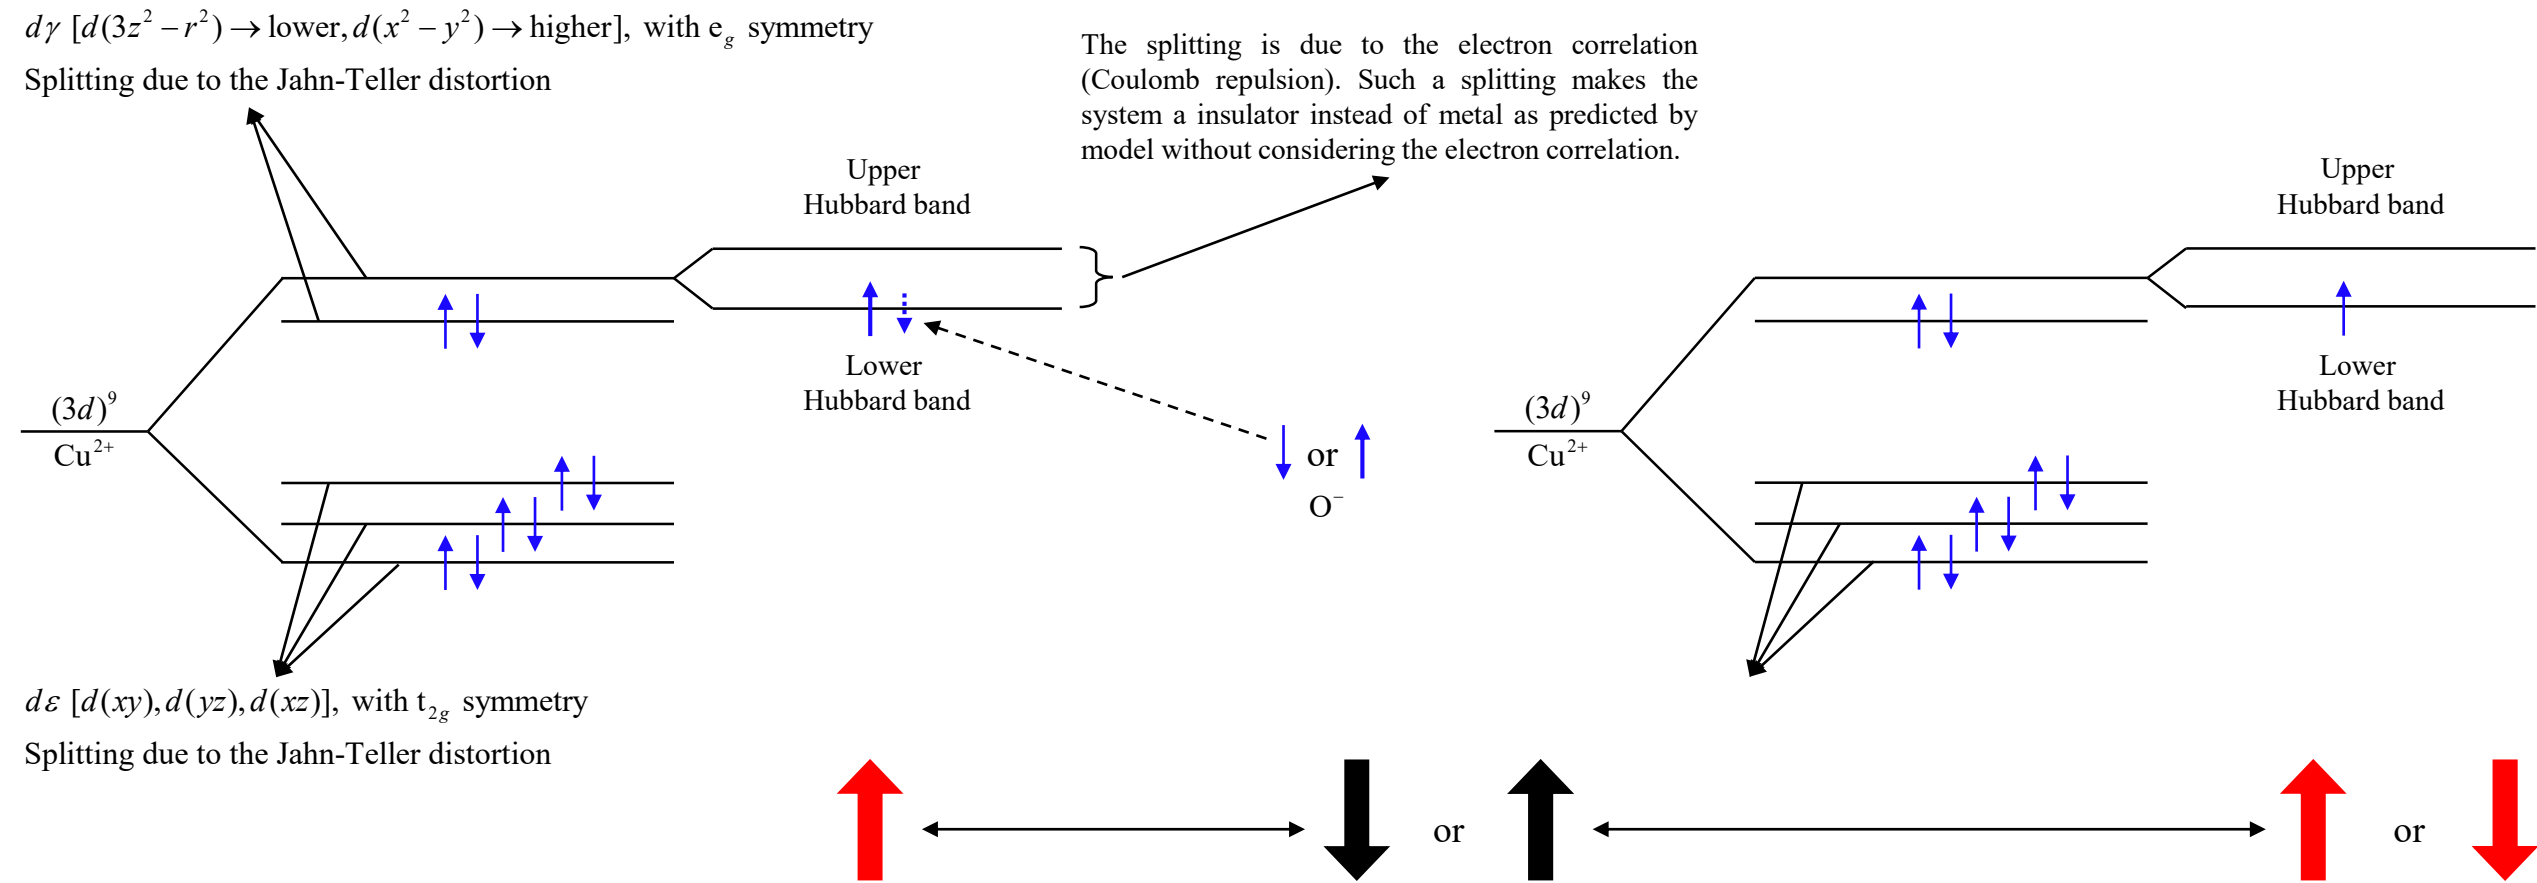 dγ [d(3z² − r²) → lower, d(x² − y²) → higher], with e_g symmetry
Splitting due to the Jahn-Teller distortion
The splitting is due to the electron correlation
(Coulomb repulsion). Such a splitting makes the
system a insulator instead of metal as predicted by
model without considering the electron correlation.
Upper
Hubbard band
Lower
Hubbard band
(3d)⁹
Cu²⁺
or
O⁻
Upper
Hubbard band
Lower
Hubbard band
(3d)⁹
Cu²⁺
dε [d(xy), d(yz), d(xz)], with t_2g symmetry
Splitting due to the Jahn-Teller distortion
or
or